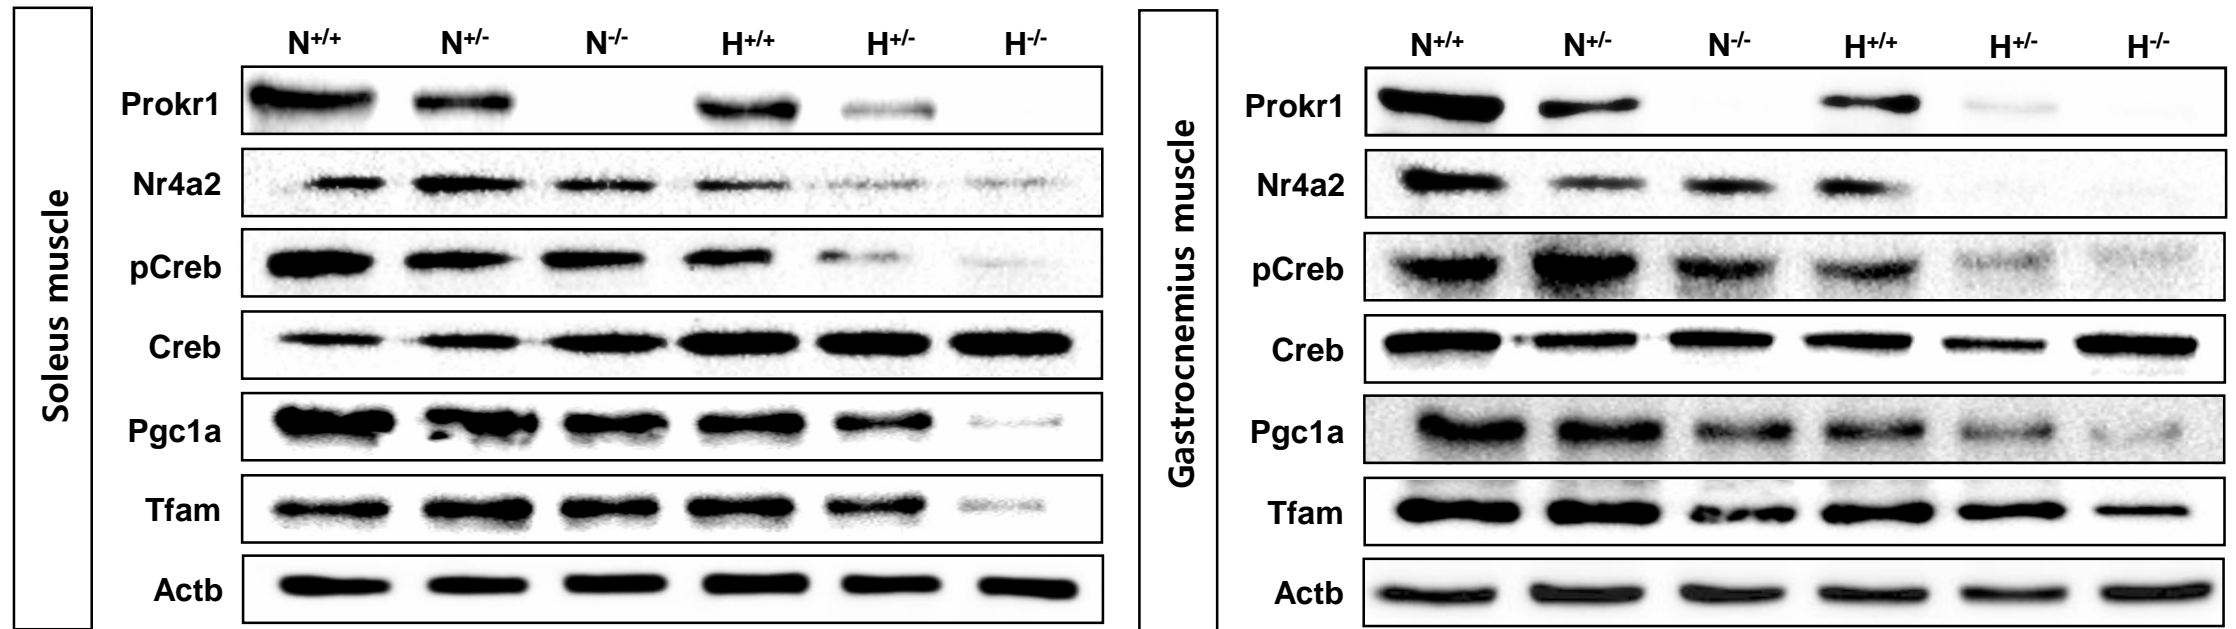 Soleus muscle
N+/+ N+/- N-/- H+/+ H+/- H-/-
Prokr1
Nr4a2
pCreb
Creb
Pgc1a
Tfam
Actb
Gastrocnemius muscle
N+/+ N+/- N-/- H+/+ H+/- H-/-
Prokr1
Nr4a2
pCreb
Creb
Pgc1a
Tfam
Actb